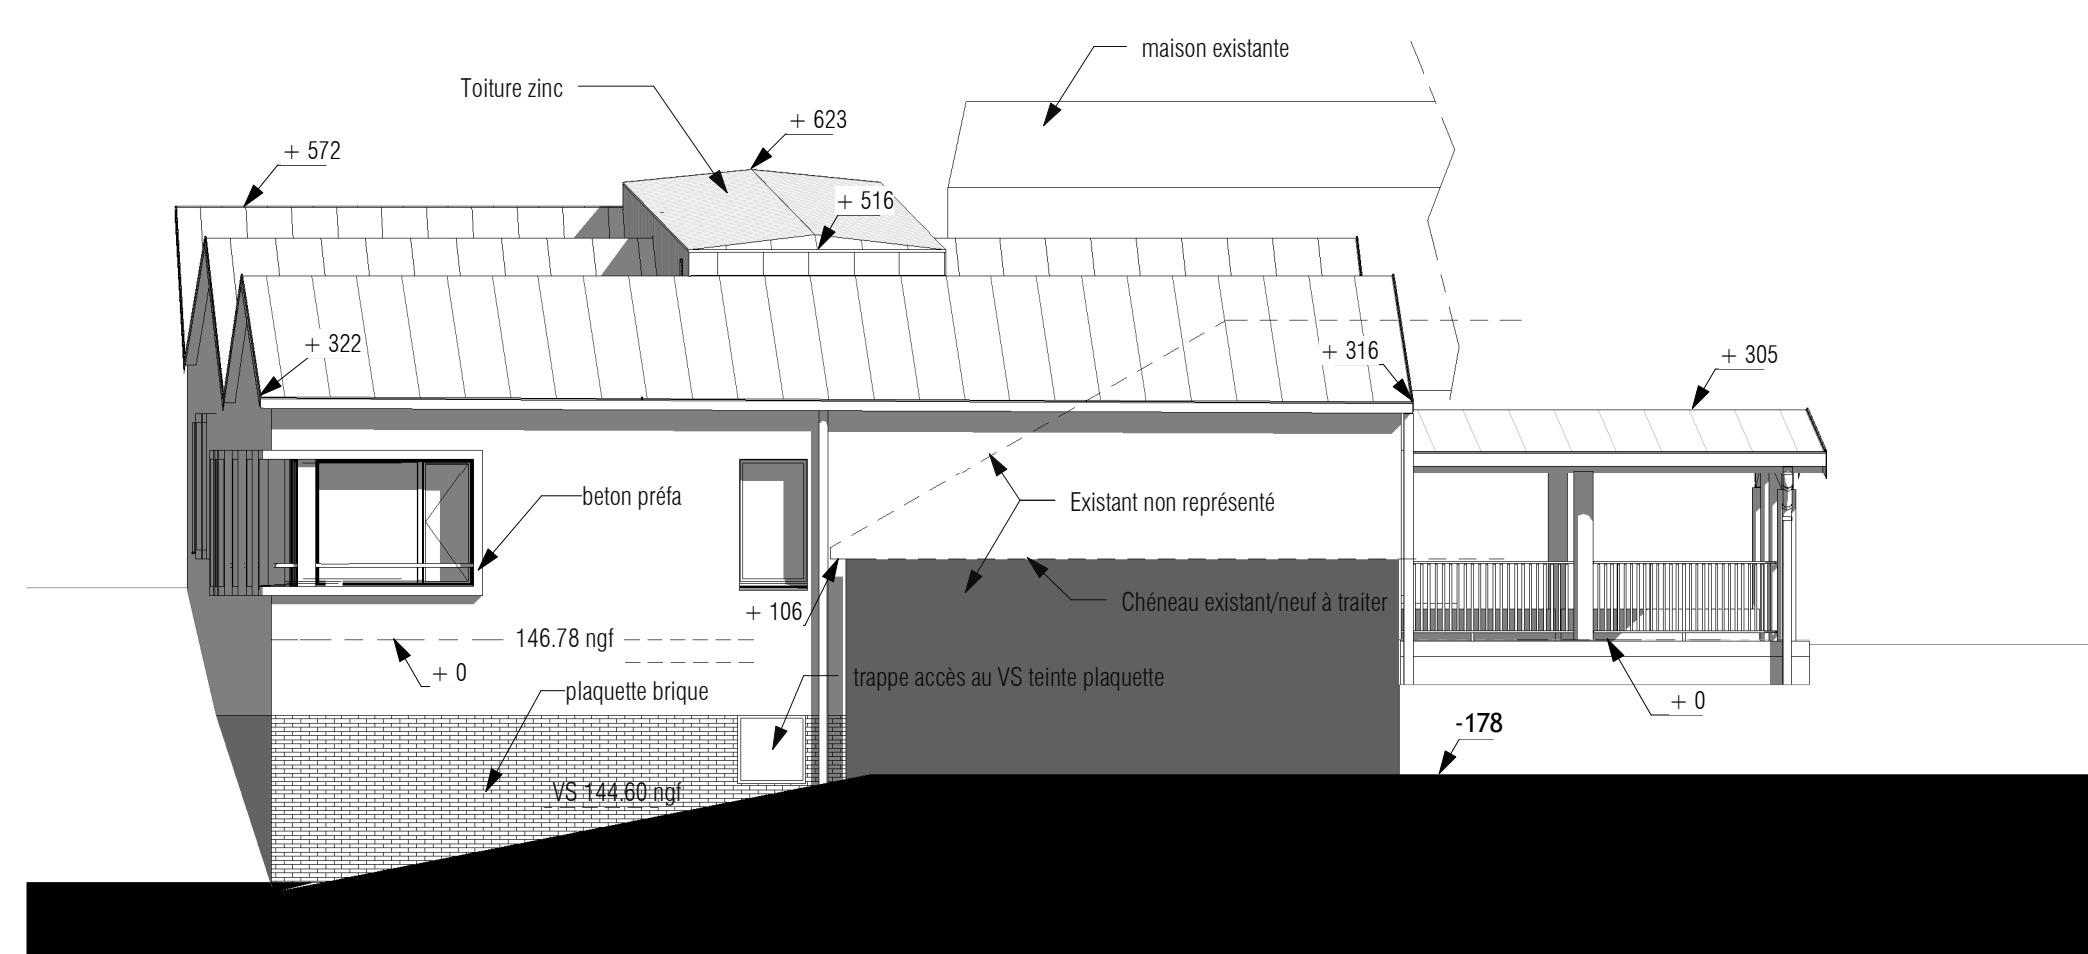 maison existante
Toiture zinc
+ 623
+ 572
+ 516
+ 322
+ 316
+ 305
beton préfa
Existant non représenté
+ 106
Chéneau existant/neuf à traiter
146.78 ngf
+ 0
trappe accès au VS teinte plaquette
plaquette brique
+ 0
-178
VS 144.60 ngf